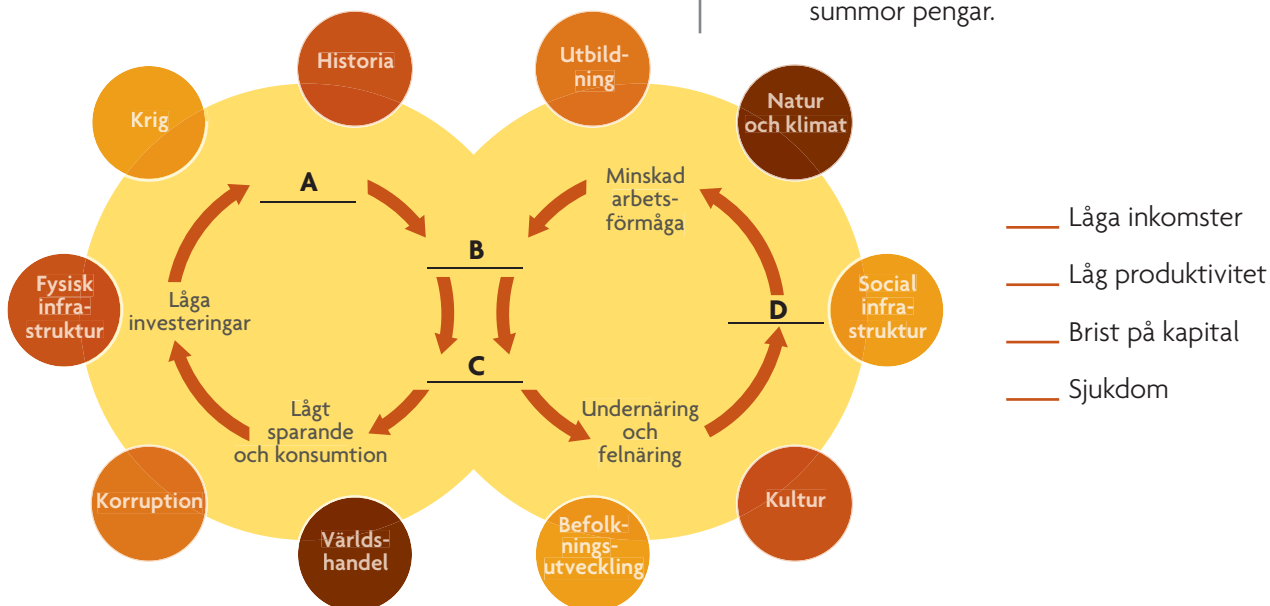 summor pengar.
Historia
Utbild-
ning
Krig
Natur
och klimat
A
Minskad
arbets-
förmåga
B
Fysisk
infra-
struktur
Låga
investeringar
D
Social
infra-
struktur
C
Lågt
sparande
och konsumtion
Undernäring
och
felnäring
Korruption
Världs-
handel
Befolk-
nings-
utveckling
Kultur
Låga inkomster
Låg produktivitet
Brist på kapital
Sjukdom